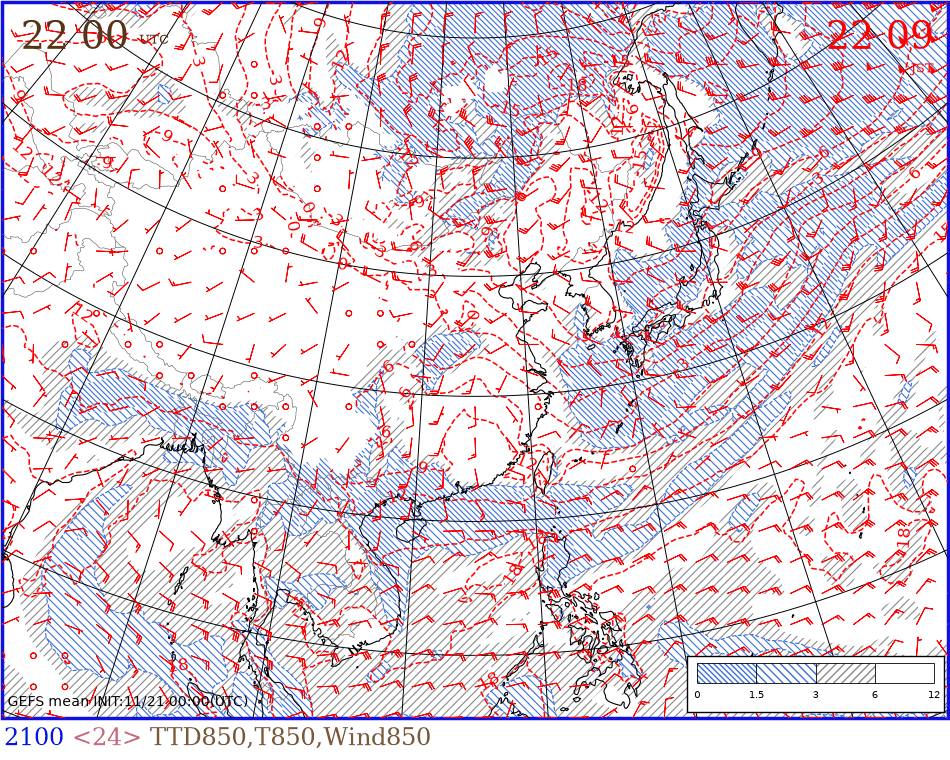 22 00 UTC
22 09 JST
GEFS mean INIT:11/21-00:00(UTC)
0 1.5 3 6 12
2100 <24> TTD850,T850,Wind850